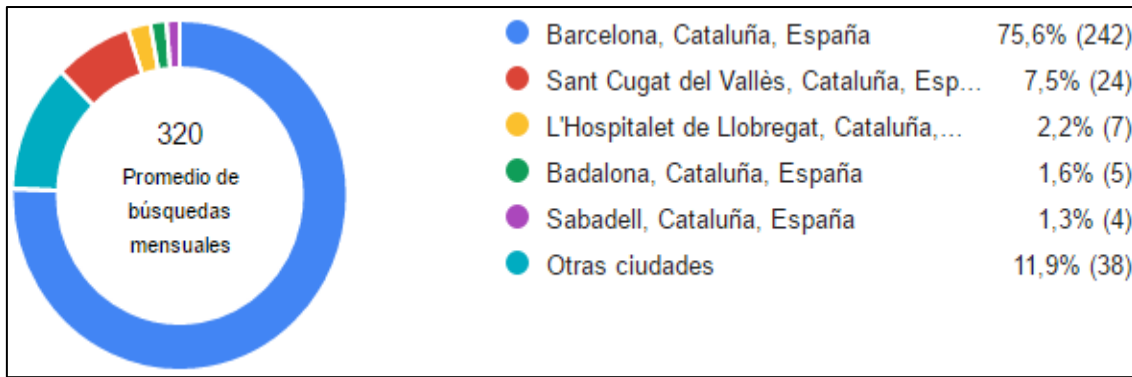 320
Promedio de
búsquedas
mensuales
Barcelona, Cataluña, España 75,6% (242)
Sant Cugat del Vallès, Cataluña, Esp... 7,5% (24)
L'Hospitalet de Llobregat, Cataluña,... 2,2% (7)
Badalona, Cataluña, España 1,6% (5)
Sabadell, Cataluña, España 1,3% (4)
Otras ciudades 11,9% (38)